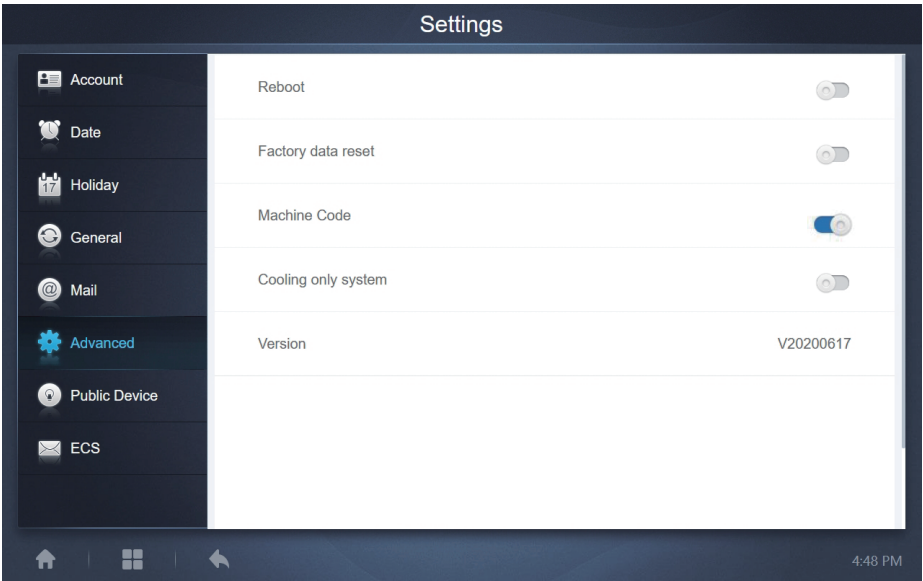 Settings
Account
Date
17
Holiday
General
@
Mail
Advanced
Public Device
ECS
Reboot
Factory data reset
Machine Code
Cooling only system
Version V20200617
4:48 PM